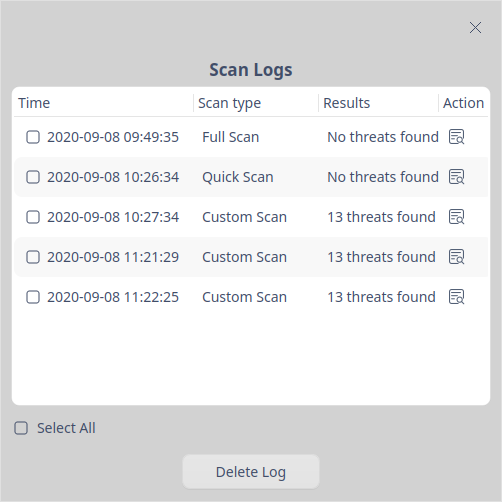 Scan Logs
Time Scan type Results Action
2020-09-08 09:49:35 Full Scan No threats found
2020-09-08 10:26:34 Quick Scan No threats found
2020-09-08 10:27:34 Custom Scan 13 threats found
2020-09-08 11:21:29 Custom Scan 13 threats found
2020-09-08 11:22:25 Custom Scan 13 threats found
Select All
Delete Log